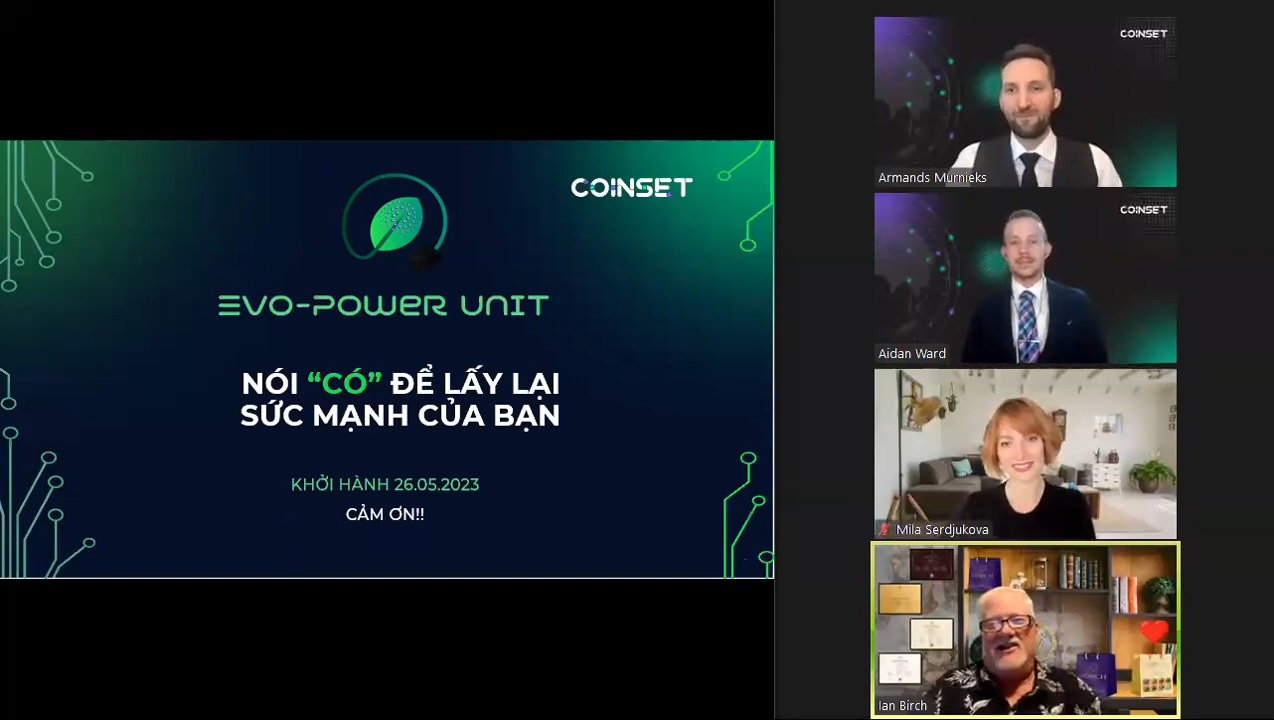 COINSET
EVO-POWER UNIT
NÓI “CÓ” ĐỂ LẤY LẠI
SỨC MẠNH CỦA BẠN
KHỞI HÀNH 26.05.2023
CẢM ƠN!!
COINSET
Armands Murnieks
COINSET
Aidan Ward
Mila Serdjukova
Ian Birch